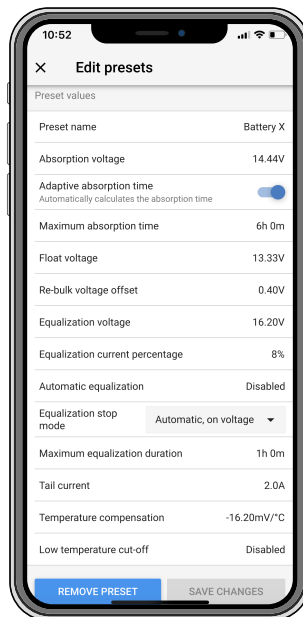 10:52
Edit presets
Preset values
Preset name Battery X
Absorption voltage 14.44V
Adaptive absorption time
Automatically calculates the absorption time
Maximum absorption time 6h 0m
Float voltage 13.33V
Re-bulk voltage offset 0.40V
Equalization voltage 16.20V
Equalization current percentage 8%
Automatic equalization Disabled
Equalization stop
mode Automatic, on voltage
Maximum equalization duration 1h 0m
Tail current 2.0A
Temperature compensation -16.20mV/°C
Low temperature cut-off Disabled
REMOVE PRESET SAVE CHANGES